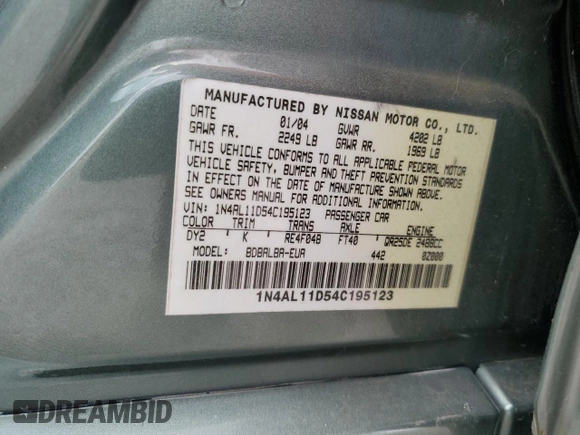 MANUFACTURED BY NISSAN MOTOR CO., LTD.
DATE 01/04 GVWR 4202 LB
GAWR FR. 2249 LB GAWR RR. 1969 LB
THIS VEHICLE CONFORMS TO ALL APPLICABLE FEDERAL MOTOR
VEHICLE SAFETY, BUMPER AND THEFT PREVENTION STANDARDS
IN EFFECT ON THE DATE OF MANUFACTURE SHOWN ABOVE.
SEE OWNERS MANUAL FOR ADDITIONAL INFORMATION.
VIN: 1N4AL11D54C195123 PASSENGER CAR
COLOR TRIM TRANS AXLE ENGINE
DY2 K RE4F04B FT40 QR25DE 2488CC
MODEL: BDBALBA-EUA 442 0Z000
1N4AL11D54C195123
DREAMBID